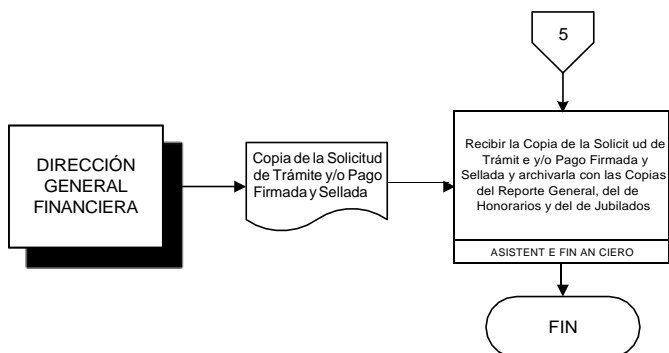 5
DIRECCIÓN
GENERAL
FINANCIERA
Copia de la Solicitud
de Trámite y/o Pago
Firmada y Sellada
Recibir la Copia de la Solicit ud de
Trámit e y/o Pago Firmada y
Sellada y archivarla con las Copias
del Reporte General, del de
Honorarios y del de Jubilados
ASISTENT E FIN AN CIERO
FIN